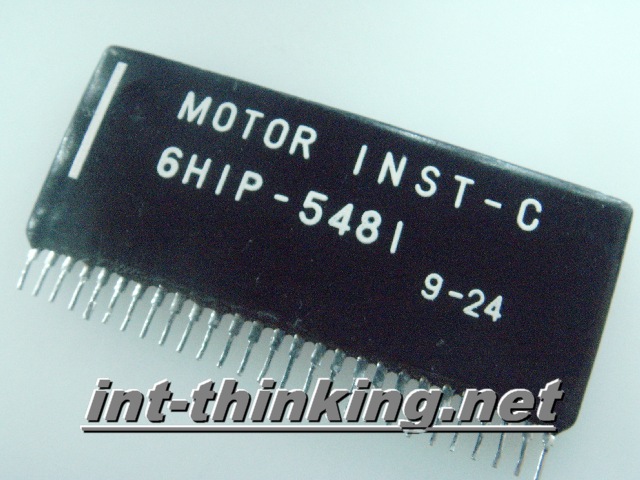 MOTOR INST-C
6HIP-5481
9-24
int-thinking.net